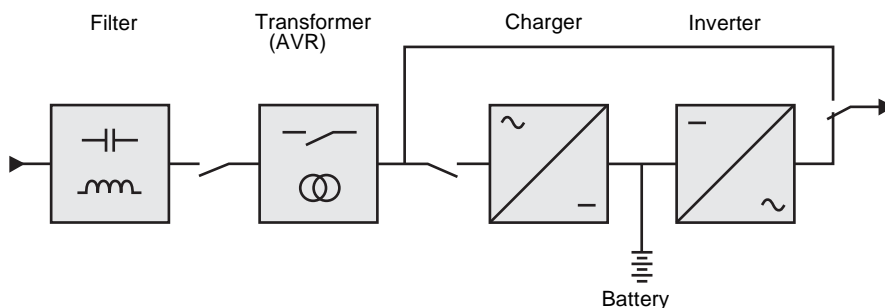 Filter
Transformer
(AVR)
Charger
Inverter
Battery